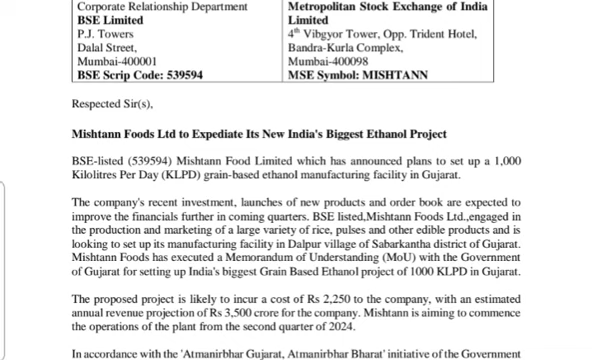 Corporate Relationship Department
BSE Limited
P.J. Towers
Dalal Street,
Mumbai-400001
BSE Scrip Code: 539594
Metropolitan Stock Exchange of India
Limited
4th Vibgyor Tower, Opp. Trident Hotel,
Bandra-Kurla Complex,
Mumbai-400098
MSE Symbol: MISHTANN
Respected Sir(s),
Mishtann Foods Ltd to Expediate Its New India's Biggest Ethanol Project
BSE-listed (539594) Mishtann Food Limited which has announced plans to set up a 1,000
Kilolitres Per Day (KLPD) grain-based ethanol manufacturing facility in Gujarat.
The company's recent investment, launches of new products and order book are expected to
improve the financials further in coming quarters. BSE listed,Mishtann Foods Ltd.,engaged in
the production and marketing of a large variety of rice, pulses and other edible products and is
looking to set up its manufacturing facility in Dalpur village of Sabarkantha district of Gujarat.
Mishtann Foods has executed a Memorandum of Understanding (MoU) with the Government
of Gujarat for setting up India's biggest Grain Based Ethanol project of 1000 KLPD in Gujarat.
The proposed project is likely to incur a cost of Rs 2,250 to the company, with an estimated
annual revenue projection of Rs 3,500 crore for the company. Mishtann is aiming to commence
the operations of the plant from the second quarter of 2024.
In accordance with the 'Atmanirbhar Gujarat, Atmanirbhar Bharat' initiative of the Government